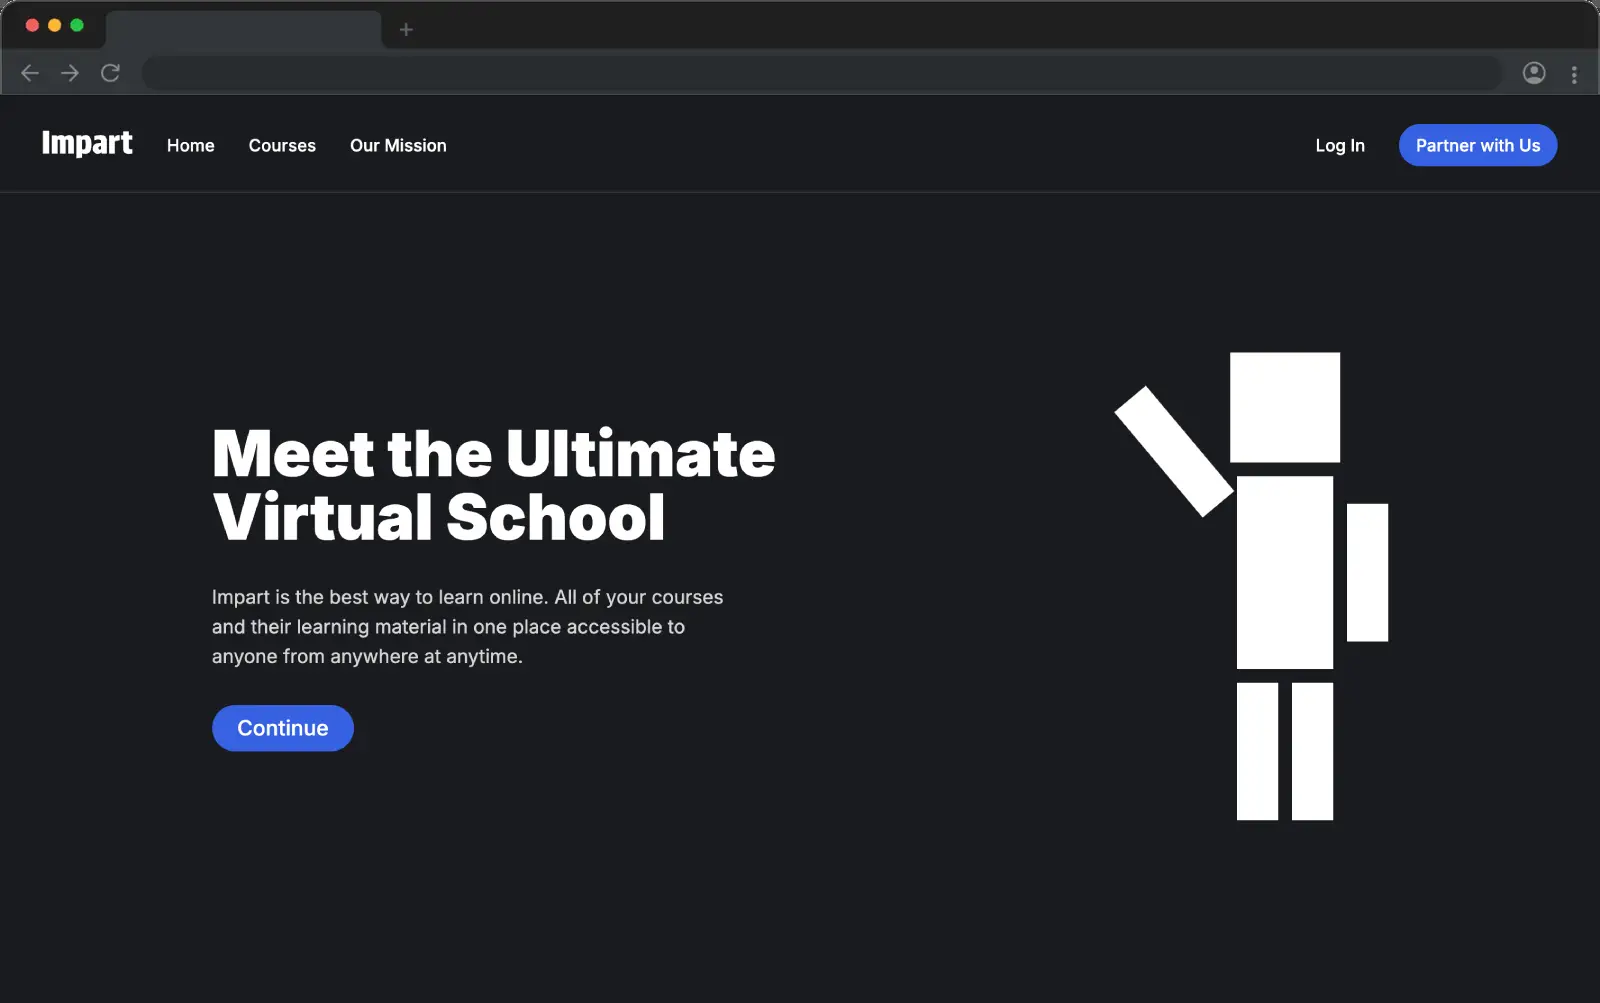 Impart
Home
Courses
Our Mission
Log In
Partner with Us
Meet the Ultimate
Virtual School
Impart is the best way to learn online. All of your courses
and their learning material in one place accessible to
anyone from anywhere at anytime.
Continue